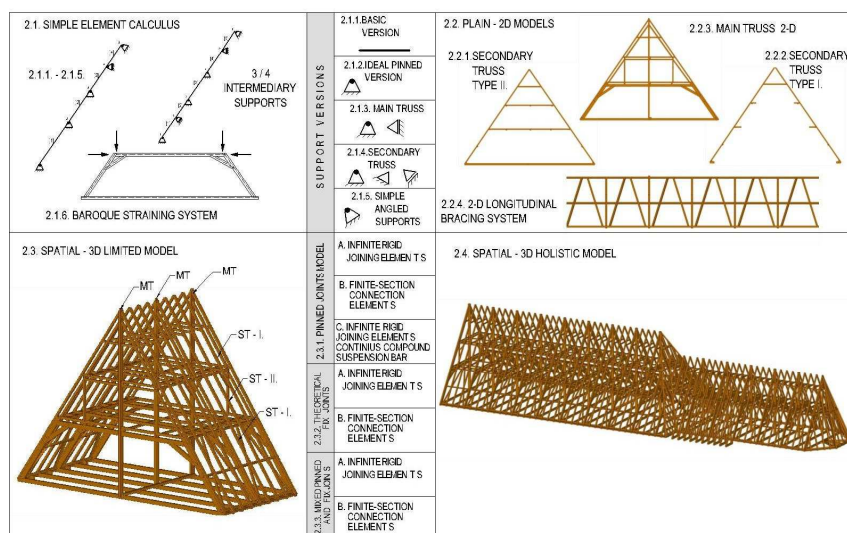 2.1. SIMPLE ELEMENT CALCULUS
2.1.1. - 2.1.5.
3 / 4
INTERMEDIARY
SUPPORTS
2.1.6. BAROQUE STRAINING SYSTEM
SUPPORT VERSIONS
2.1.1.BASIC
VERSION
2.1.2.IDEAL PINNED
VERSION
2.1.3. MAIN TRUSS
2.1.4.SECONDARY
TRUSS
2.1.5. SIMPLE
ANGLED
SUPPORTS
2.2. PLAIN - 2D MODELS
2.2.1.SECONDARY
TRUSS
TYPE II.
2.2.3. MAIN TRUSS 2-D
2.2.2.SECONDARY
TRUSS
TYPE I.
2.2.4. 2-D LONGITUDINAL
BRACING SYSTEM
2.3. SPATIAL - 3D LIMITED MODEL
MT
MT
MT
ST - I.
ST - II.
ST - I.
2.3.1. PINNED JOINTS MODEL
A. INFINITE RIGID
JOINING ELEMENTS
B. FINITE-SECTION
CONNECTION
ELEMENTS
C. INFINITE RIGID
JOINING ELEMENTS
CONTINIUS COMPOUND
SUSPENSION BAR
2.3.2. THEORETICAL
FIX JOINTS
A. INFINITE RIGID
JOINING ELEMENTS
B. FINITE-SECTION
CONNECTION
ELEMENTS
2.3.3. MIXED PINNED
AND FIX JOINS
A. INFINITE RIGID
JOINING ELEMENTS
B. FINITE-SECTION
CONNECTION
ELEMENTS
2.4. SPATIAL - 3D HOLISTIC MODEL